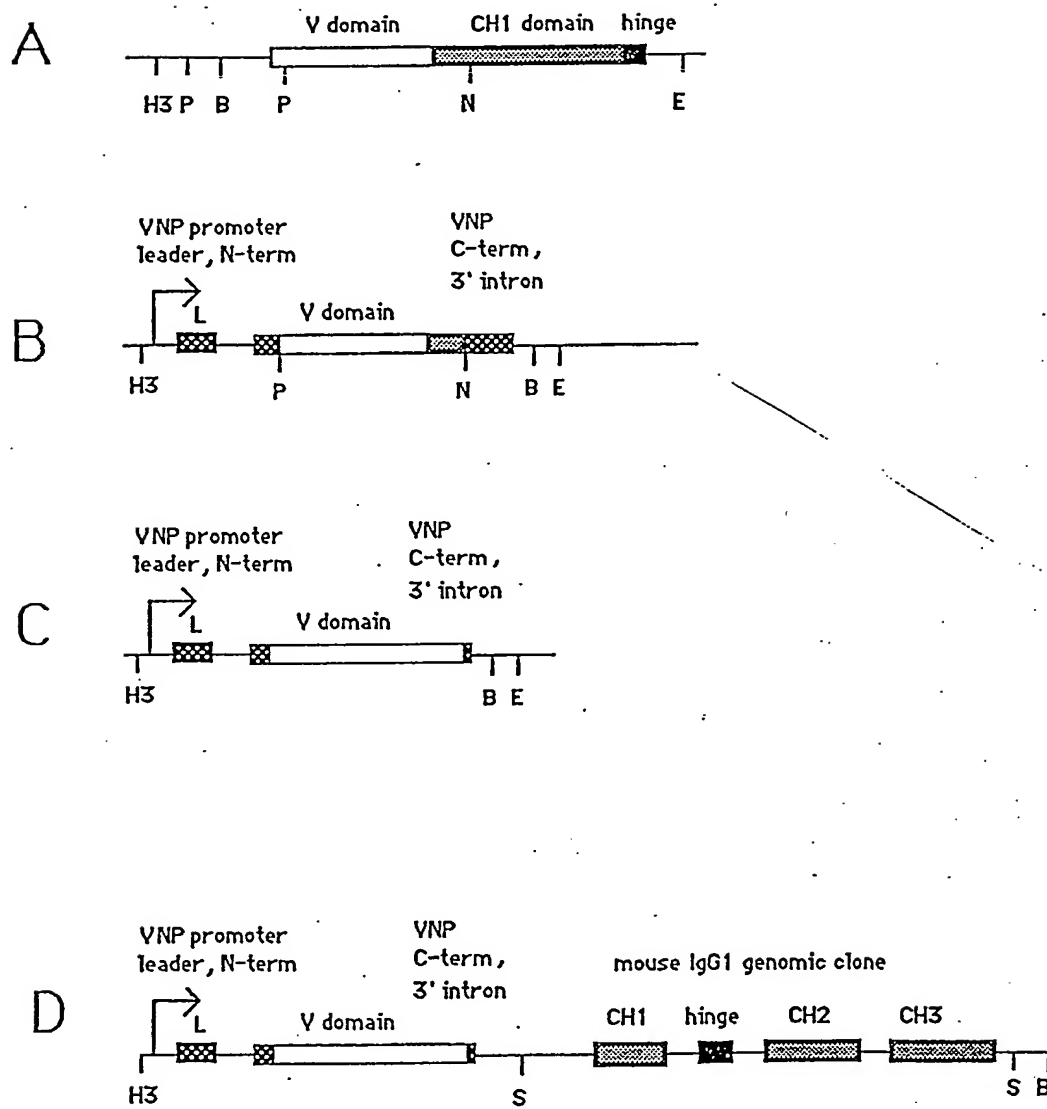 A
V domain CH1 domain hinge
H3 P B P N E
B
VNP promoter
leader, N-term
VNP
C-term,
3' intron
L
V domain
H3 P N B E
C
VNP promoter
leader, N-term
VNP
C-term,
3' intron
L
V domain
H3 B E
D
VNP promoter
leader, N-term
VNP
C-term,
3' intron
mouse IgG1 genomic clone
L
V domain
CH1 hinge CH2 CH3
H3 S S B